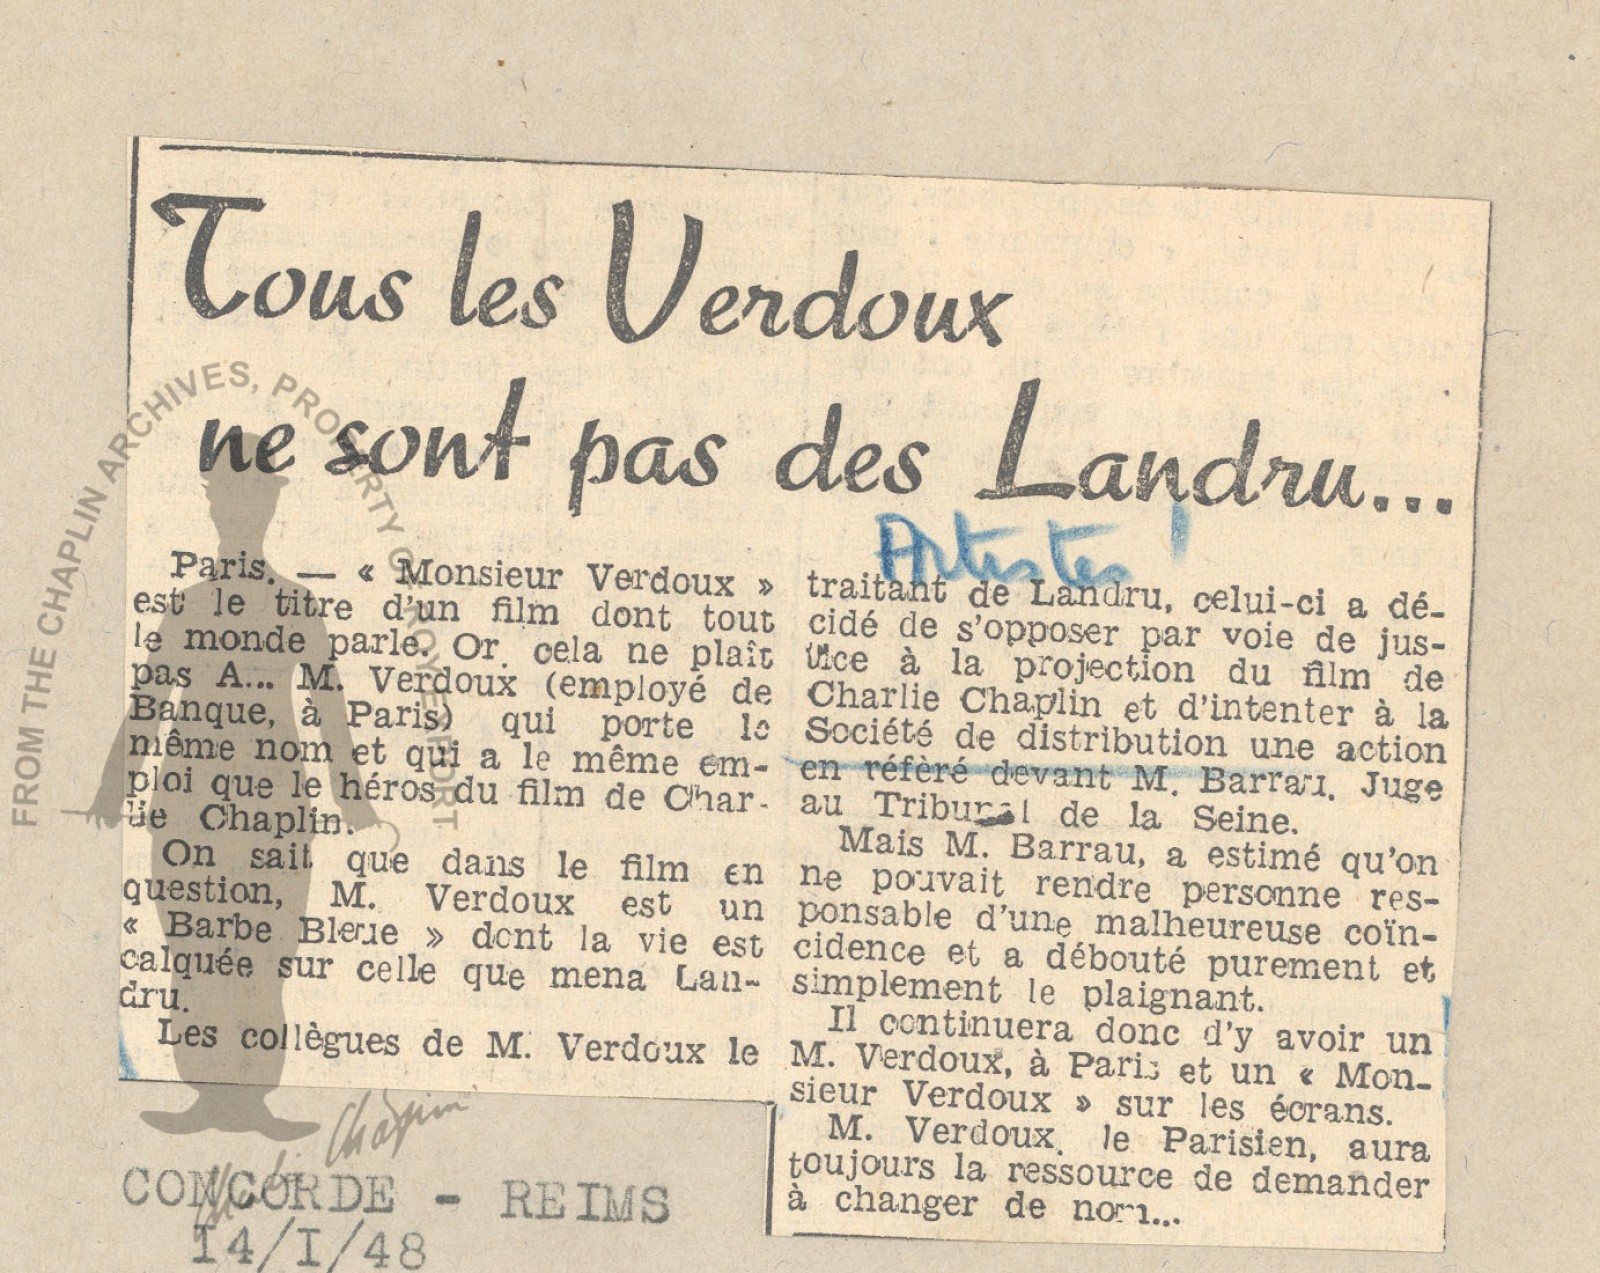 Tous les Verdoux
ne sont pas des Landru...
Artistes
Paris. — « Monsieur Verdoux »
est le titre d'un film dont tout
le monde parle. Or cela ne plaît
pas A... M. Verdoux (employé de
Banque, à Paris) qui porte le
même nom et qui a le même em-
ploi que le héros du film de Char-
lie Chaplin.
On sait que dans le film en
question, M. Verdoux est un
« Barbe Bleue » dont la vie est
calquée sur celle que mena Lan-
dru.
Les collègues de M. Verdoux le
traitant de Landru, celui-ci a dé-
cidé de s'opposer par voie de jus-
tice à la projection du film de
Charlie Chaplin et d'intenter à la
Société de distribution une action
en référé devant M. Barrau. Juge
au Tribunal de la Seine.
Mais M. Barrau, a estimé qu'on
ne pouvait rendre personne res-
ponsable d'une malheureuse coïn-
cidence et a débouté purement et
simplement le plaignant.
Il continuera donc d'y avoir un
M. Verdoux, à Paris et un « Mon-
sieur Verdoux » sur les écrans.
M. Verdoux, le Parisien, aura
toujours la ressource de demander
à changer de nom...
CONCORDE - REIMS
14/I/48
FROM THE CHAPLIN ARCHIVES, PROPERTY OF ROY EXPORT
Chaplin